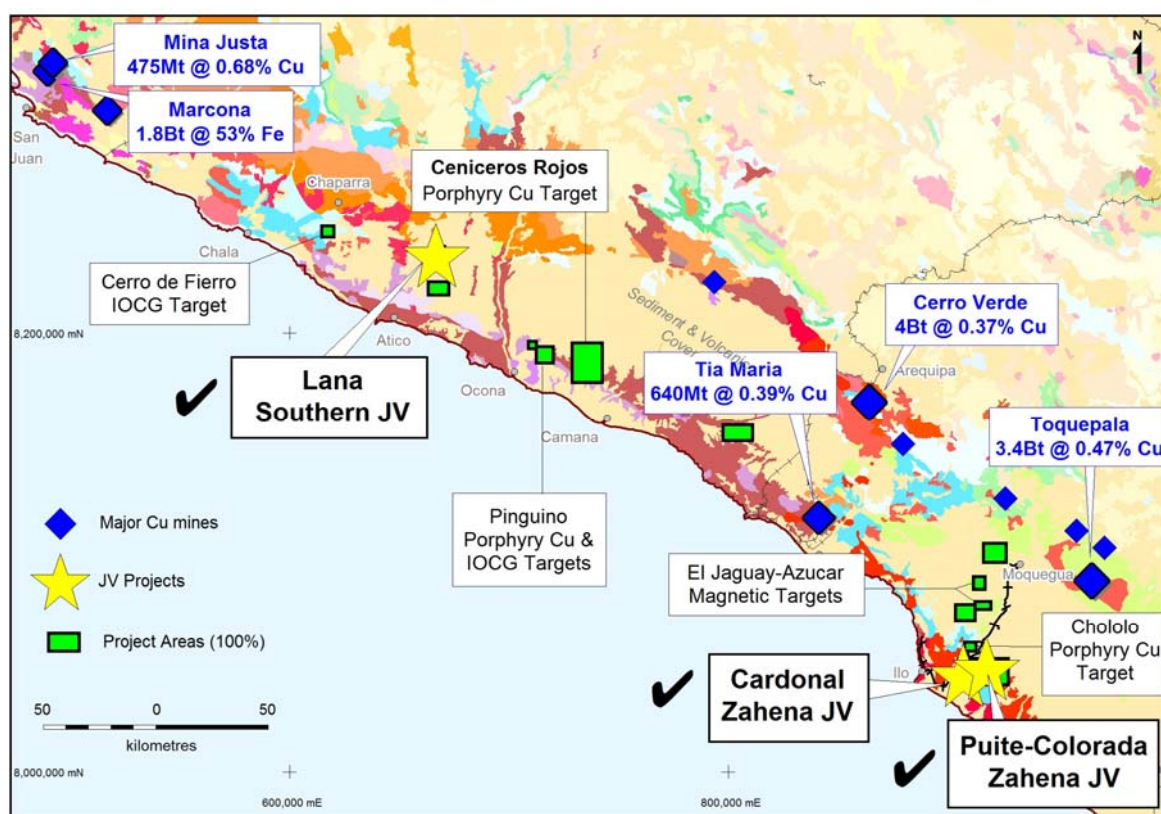 Mina Justa
475Mt @ 0.68% Cu
Marcona
1.8Bt @ 53% Fe
N
San
Juan
Chaparra
Ceniceros Rojos
Porphyry Cu Target
Chala
Cerro de Fierro
IOCG Target
8,200,000 mN
Atico
Sediment & Volcanic
Cover
Cerro Verde
4Bt @ 0.37% Cu
Lana
Southern JV
Ocona
Tia Maria
640Mt @ 0.39% Cu
Arequipa
Camana
Toquepala
3.4Bt @ 0.47% Cu
Major Cu mines
Pinguino
Porphyry Cu &
IOCG Targets
JV Projects
El Jaguay-Azucar
Magnetic Targets
Moquegua
Project Areas (100%)
Chololo
Porphyry Cu
Target
Ilo
Cardonal
Zahena JV
50 0 50
kilometres
Puite-Colorada
Zahena JV
8,000,000 mN
600,000 mE
800,000 mE